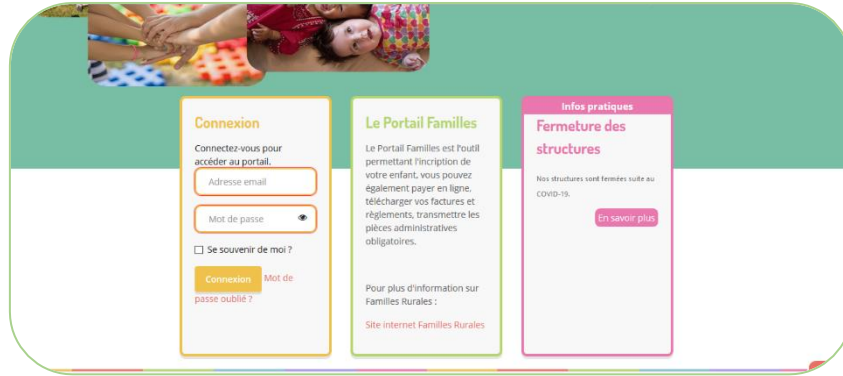 Connexion
Connectez-vous pour
accéder au portail.
Adresse email
Mot de passe
Se souvenir de moi ?
Connexion Mot de
passe oublié ?
Le Portail Familles
Le Portail Familles est l'outil
permettant l'incription de
votre enfant, vous pouvez
également payer en ligne,
télécharger vos factures et
règlements, transmettre les
pièces administratives
obligatoires.
Pour plus d'information sur
Familles Rurales :
Site internet Familles Rurales
Infos pratiques
Fermeture des
structures
Nos structures sont fermées suite au
COVID-19.
En savoir plus